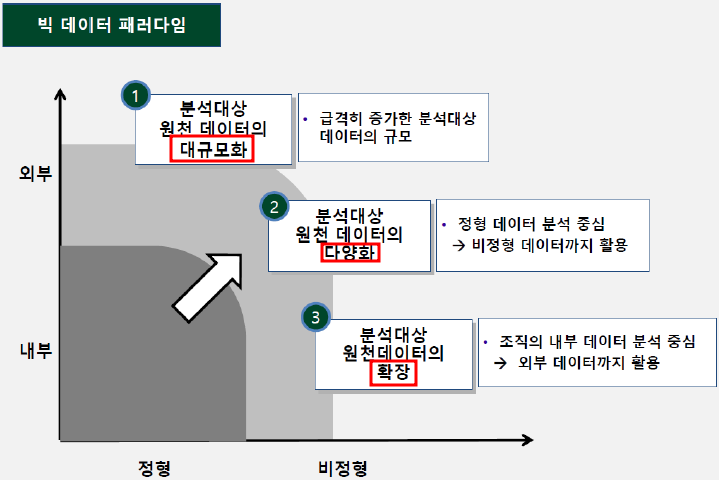 빅 데이터 패러다임
1
분석대상
원천 데이터의
대규모화
• 급격히 증가한 분석대상
데이터의 규모
외부
2
분석대상
원천 데이터의
다양화
• 정형 데이터 분석 중심
→ 비정형 데이터까지 활용
3
분석대상
원천데이터의
확장
• 조직의 내부 데이터 분석 중심
→ 외부 데이터까지 활용
내부
정형
비정형